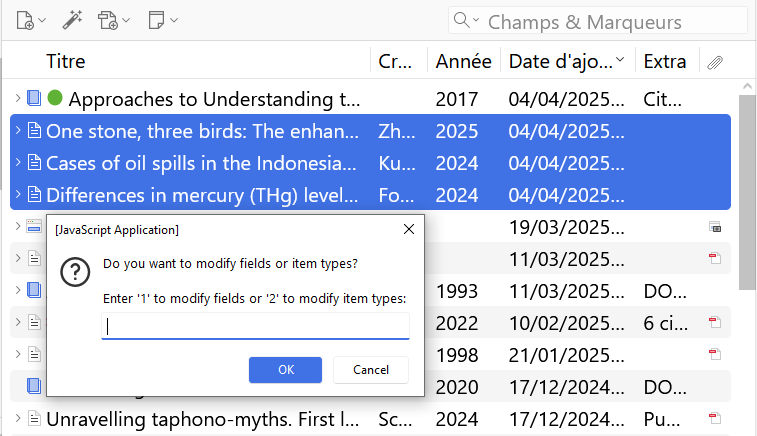 Champs & Marqueurs
Titre Cr... Année Date d'ajo... Extra
Approaches to Understanding t... 2017 04/04/2025... Cit...
One stone, three birds: The enhan... Zh... 2025 04/04/2025...
Cases of oil spills in the Indonesia... Ku... 2024 04/04/2025...
Differences in mercury (THg) level... Fo... 2024 04/04/2025...
19/03/2025...
[JavaScript Application]
11/03/2025...
Do you want to modify fields or item types?
1993 11/03/2025... DO...
Enter '1' to modify fields or '2' to modify item types:
2022 10/02/2025... 6 ci...
1998 21/01/2025...
OK Cancel
2020 17/12/2024... DO...
Unravelling taphono-myths. First l... Sc... 2024 17/12/2024... Pu...